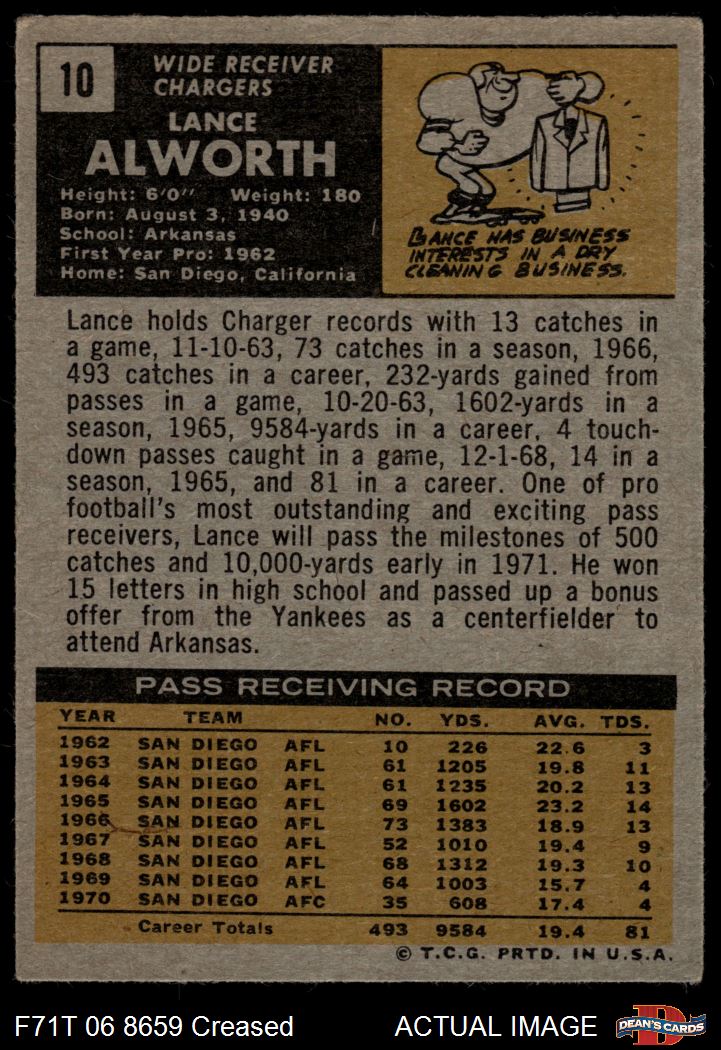 10
WIDE RECEIVER
CHARGERS
LANCE
ALWORTH
Height: 6'0" Weight: 180
Born: August 3, 1940
School: Arkansas
First Year Pro: 1962
Home: San Diego, California
LANCE HAS BUSINESS
INTERESTS IN A DRY
CLEANING BUSINESS.
Lance holds Charger records with 13 catches in
a game, 11-10-63, 73 catches in a season, 1966,
493 catches in a career, 232-yards gained from
passes in a game, 10-20-63, 1602-yards in a
season, 1965, 9584-yards in a career, 4 touch-
down passes caught in a game, 12-1-68, 14 in a
season, 1965, and 81 in a career. One of pro
football's most outstanding and exciting pass
receivers, Lance will pass the milestones of 500
catches and 10,000-yards early in 1971. He won
15 letters in high school and passed up a bonus
offer from the Yankees as a centerfielder to
attend Arkansas.
PASS RECEIVING RECORD
YEAR TEAM NO. YDS. AVG. TDS.
1962 SAN DIEGO AFL 10 226 22.6 3
1963 SAN DIEGO AFL 61 1205 19.8 11
1964 SAN DIEGO AFL 61 1235 20.2 13
1965 SAN DIEGO AFL 69 1602 23.2 14
1966 SAN DIEGO AFL 73 1383 18.9 13
1967 SAN DIEGO AFL 52 1010 19.4 9
1968 SAN DIEGO AFL 68 1312 19.3 10
1969 SAN DIEGO AFL 64 1003 15.7 4
1970 SAN DIEGO AFC 35 608 17.4 4
Career Totals 493 9584 19.4 81
© T.C.G. PRTD. IN U.S.A.
F71T 06 8659 Creased ACTUAL IMAGE
D
DEAN'S CARDS